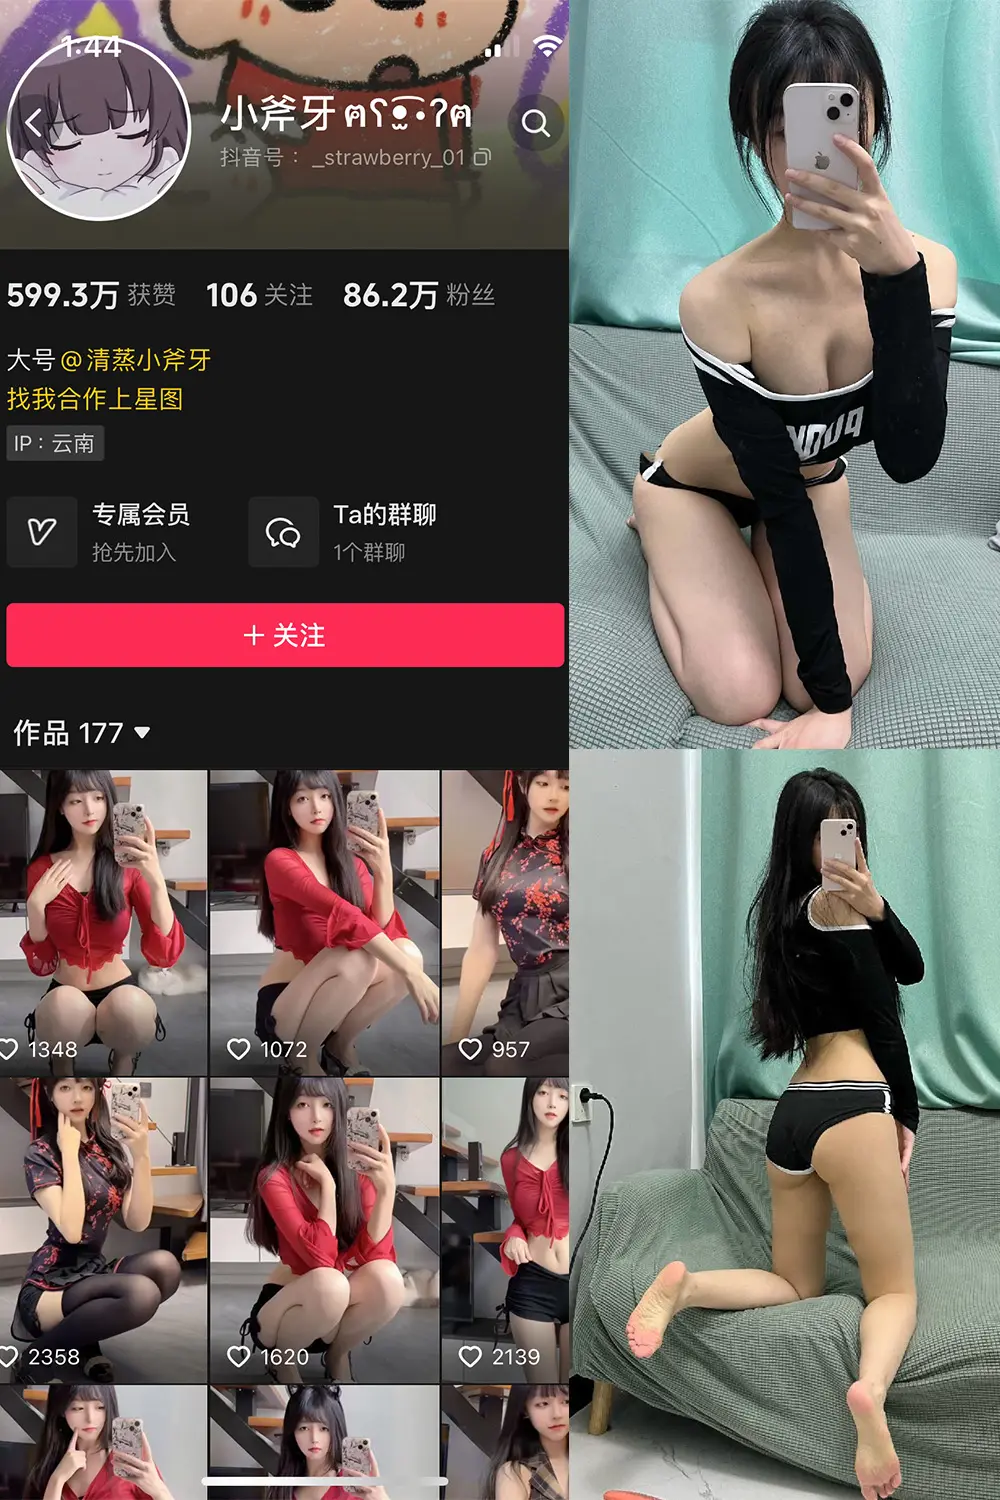 1:44
小斧牙ฅʕ•̫͡•ʔฅ
抖音号：_strawberry_01
599.3万 获赞 106 关注 86.2万 粉丝
大号@清蒸小斧牙
找我合作上星图
IP：云南
专属会员
抢先加入
Ta的群聊
1个群聊
+ 关注
作品 177
1348
1072
957
2358
1620
2139